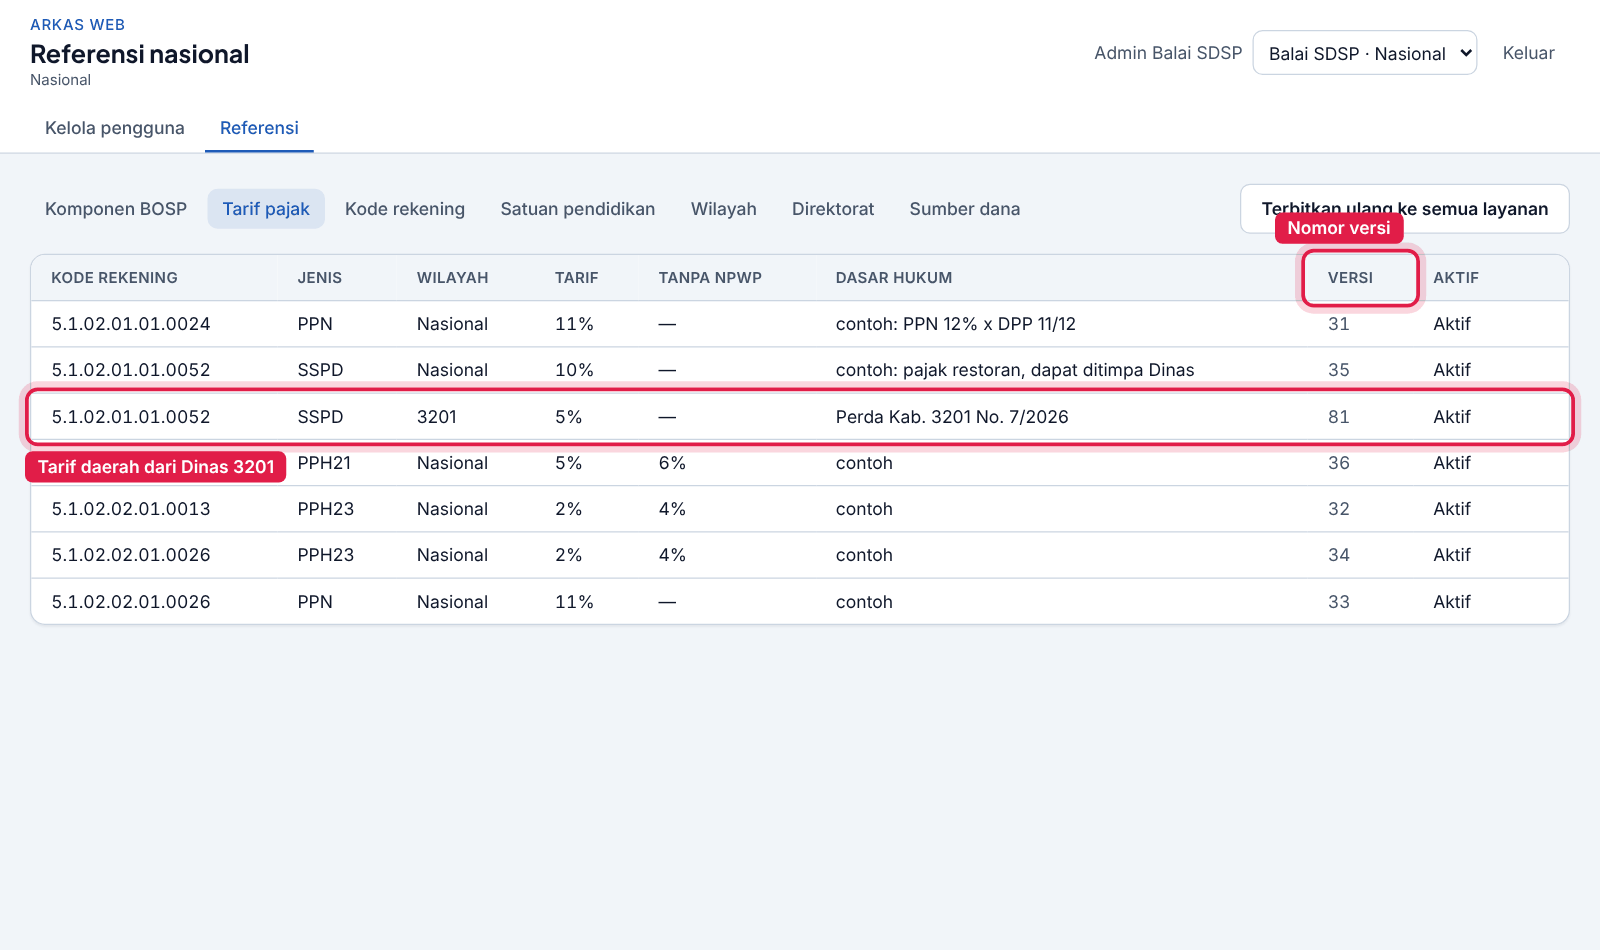 ARKAS WEB
Referensi nasional
Nasional
Admin Balai SDSP
Balai SDSP · Nasional
Keluar
Kelola pengguna
Referensi
Komponen BOSP
Tarif pajak
Kode rekening
Satuan pendidikan
Wilayah
Direktorat
Sumber dana
Terbitkan ulang ke semua layanan
Nomor versi
KODE REKENING JENIS WILAYAH TARIF TANPA NPWP DASAR HUKUM VERSI AKTIF
5.1.02.01.01.0024 PPN Nasional 11% — contoh: PPN 12% x DPP 11/12 31 Aktif
5.1.02.01.01.0052 SSPD Nasional 10% — contoh: pajak restoran, dapat ditimpa Dinas 35 Aktif
5.1.02.01.01.0052 SSPD 3201 5% — Perda Kab. 3201 No. 7/2026 81 Aktif
Tarif daerah dari Dinas 3201
PPH21 Nasional 5% 6% contoh 36 Aktif
5.1.02.02.01.0013 PPH23 Nasional 2% 4% contoh 32 Aktif
5.1.02.02.01.0026 PPH23 Nasional 2% 4% contoh 34 Aktif
5.1.02.02.01.0026 PPN Nasional 11% — contoh 33 Aktif